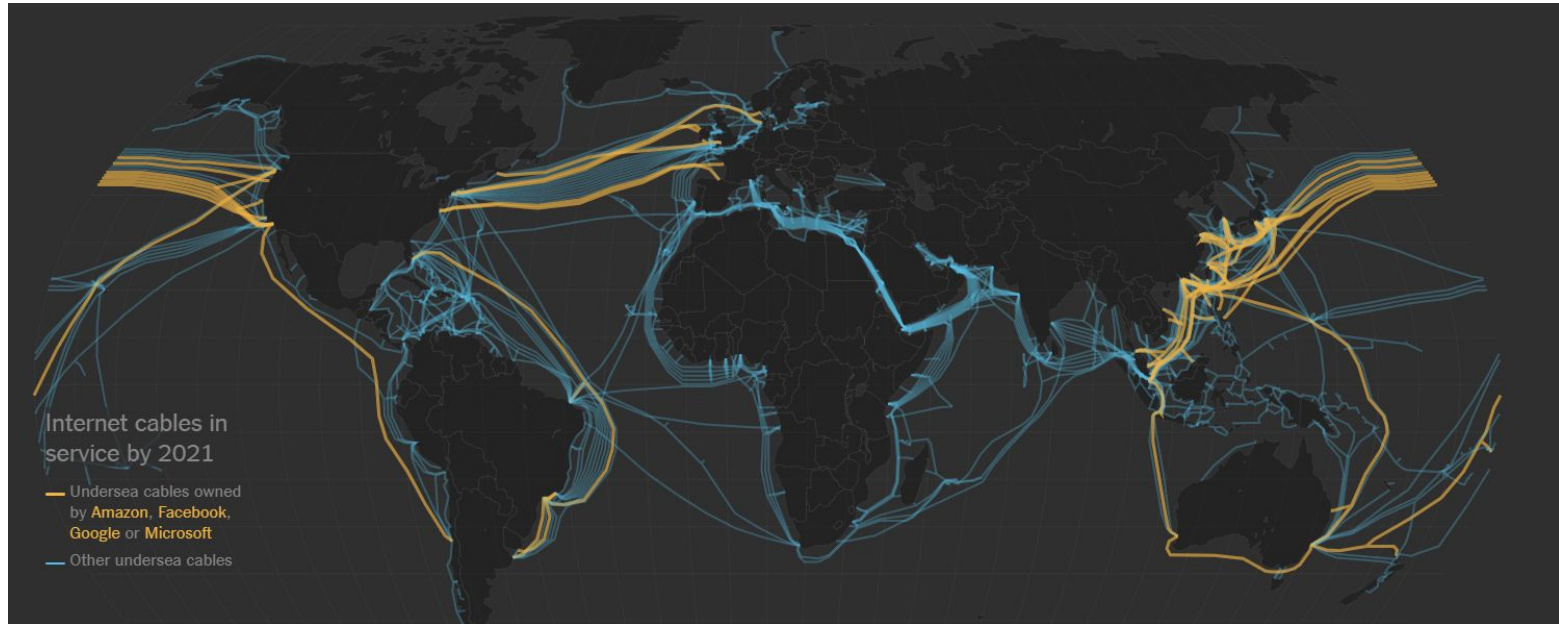 Internet cables in
service by 2021
Undersea cables owned
by Amazon, Facebook,
Google or Microsoft
Other undersea cables